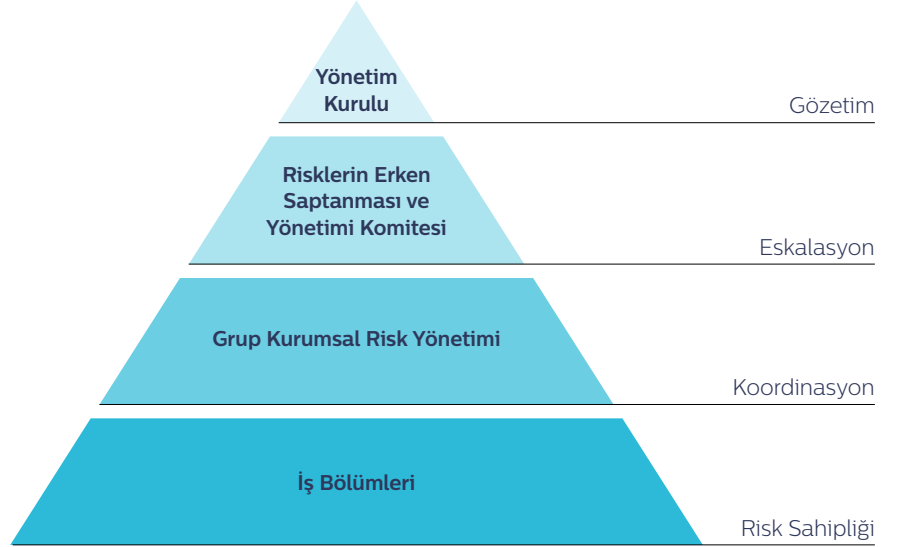 Yönetim
Kurulu
Gözetim
Risklerin Erken
Saptanması ve
Yönetimi Komitesi
Eskalasyon
Grup Kurumsal Risk Yönetimi
Koordinasyon
İş Bölümleri
Risk Sahipliği